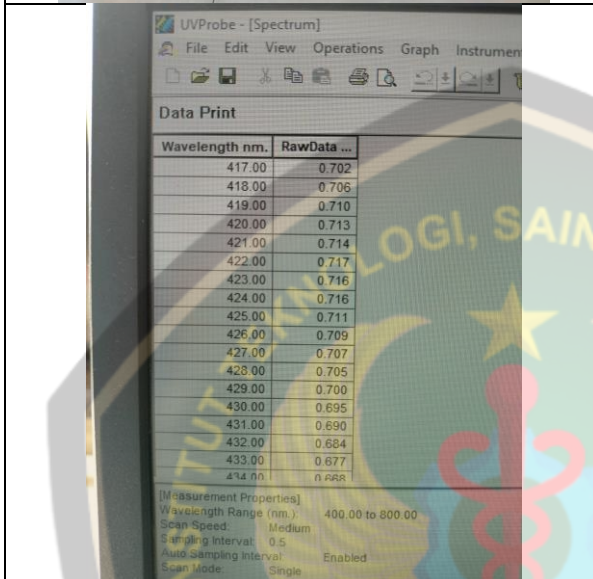 UVProbe - [Spectrum]
File Edit View Operations Graph
Data Print
Wavelength nm. RawData ...
417.00 0.702
418.00 0.706
419.00 0.710
420.00 0.713
421.00 0.714
422.00 0.717
423.00 0.716
424.00 0.716
425.00 0.711
426.00 0.709
427.00 0.707
428.00 0.705
429.00 0.700
430.00 0.695
431.00 0.690
432.00 0.684
433.00 0.677
434.00 0.668
[Measurement Properties]
Wavelength Range (nm.): 400.00 to 800.00
Scan Speed: Medium
Sampling Interval: 0.5
Auto Sampling Interval: Enabled
Scan Mode: Single